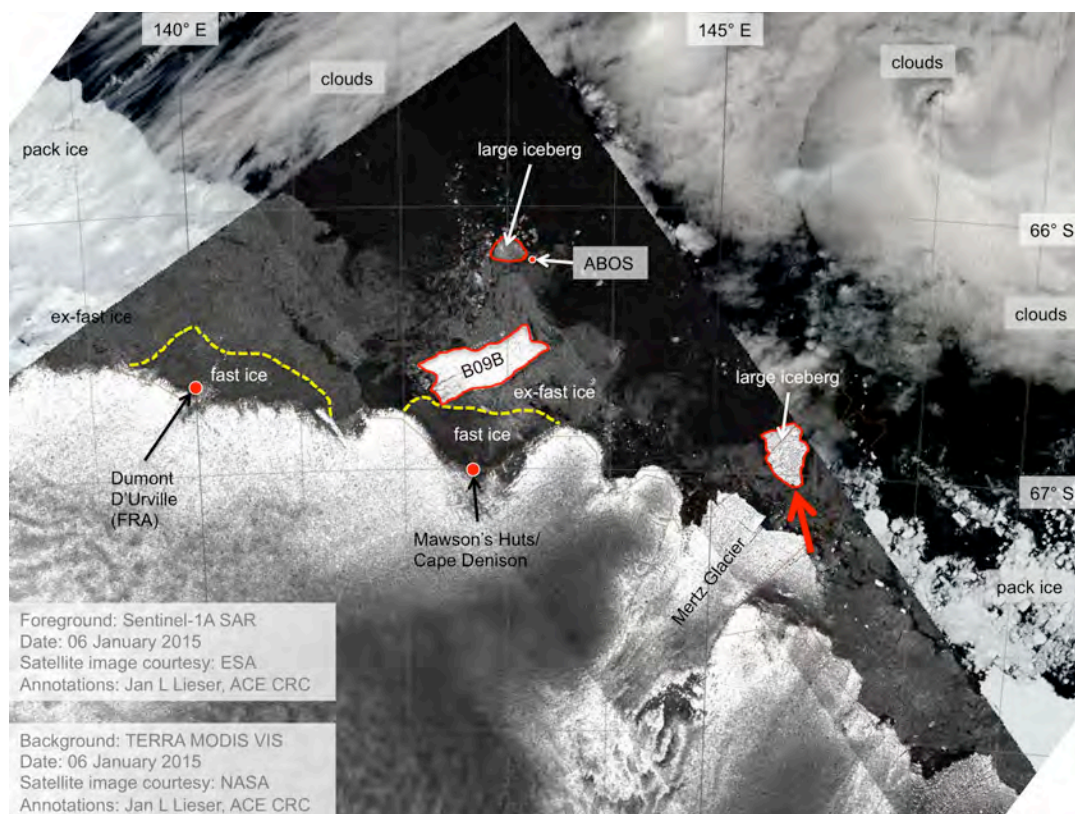 140° E
145° E
clouds
clouds
pack ice
large iceberg
66° S
ABOS
clouds
ex-fast ice
B09B
fast ice
large iceberg
ex-fast ice
fast ice
67° S
Dumont
D'Urville
(FRA)
Mawson's Huts/
Cape Denison
Mertz Glacier
pack ice
Foreground: Sentinel-1A SAR
Date: 06 January 2015
Satellite image courtesy: ESA
Annotations: Jan L Lieser, ACE CRC
Background: TERRA MODIS VIS
Date: 06 January 2015
Satellite image courtesy: NASA
Annotations: Jan L Lieser, ACE CRC